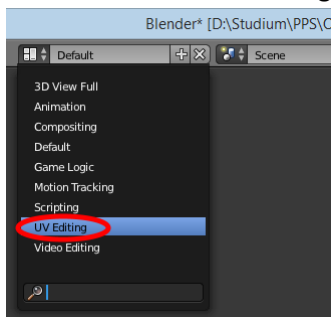 Blender* [D:\Studium\PPS\
Default
Scene
3D View Full
Animation
Compositing
Default
Game Logic
Motion Tracking
Scripting
UV Editing
Video Editing